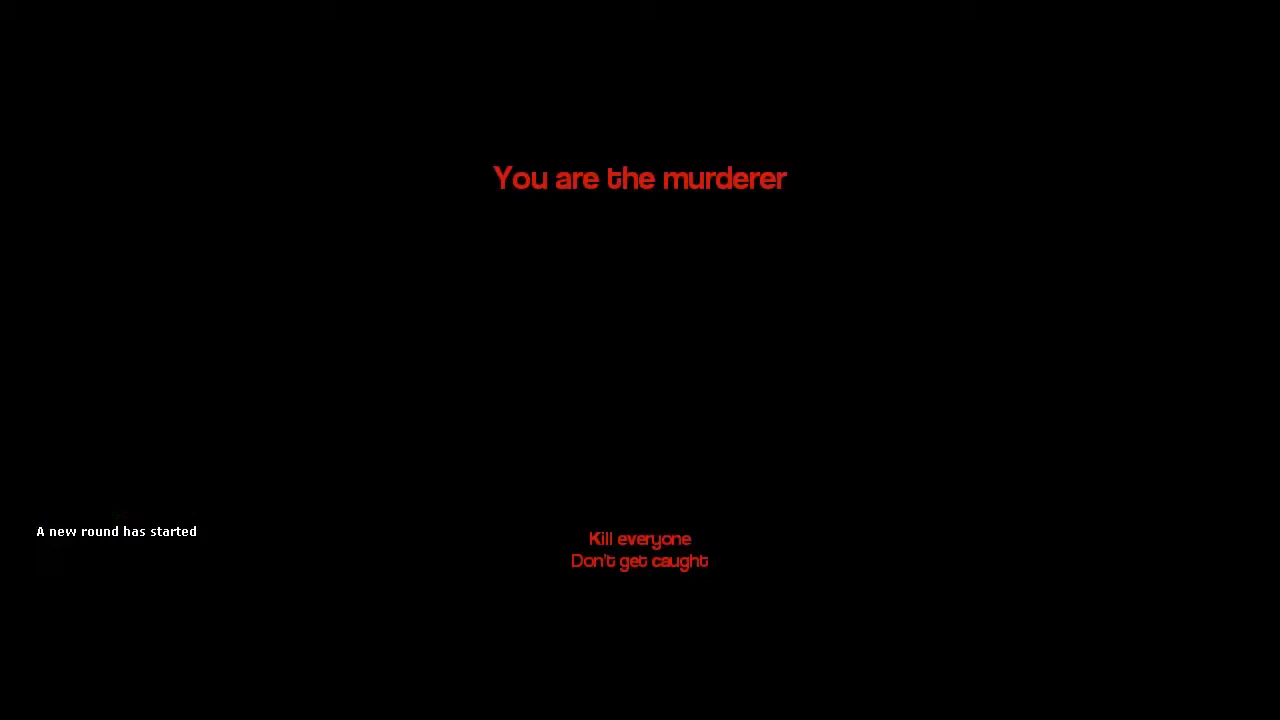 You are the murderer
A new round has started
Kill everyone
Don't get caught